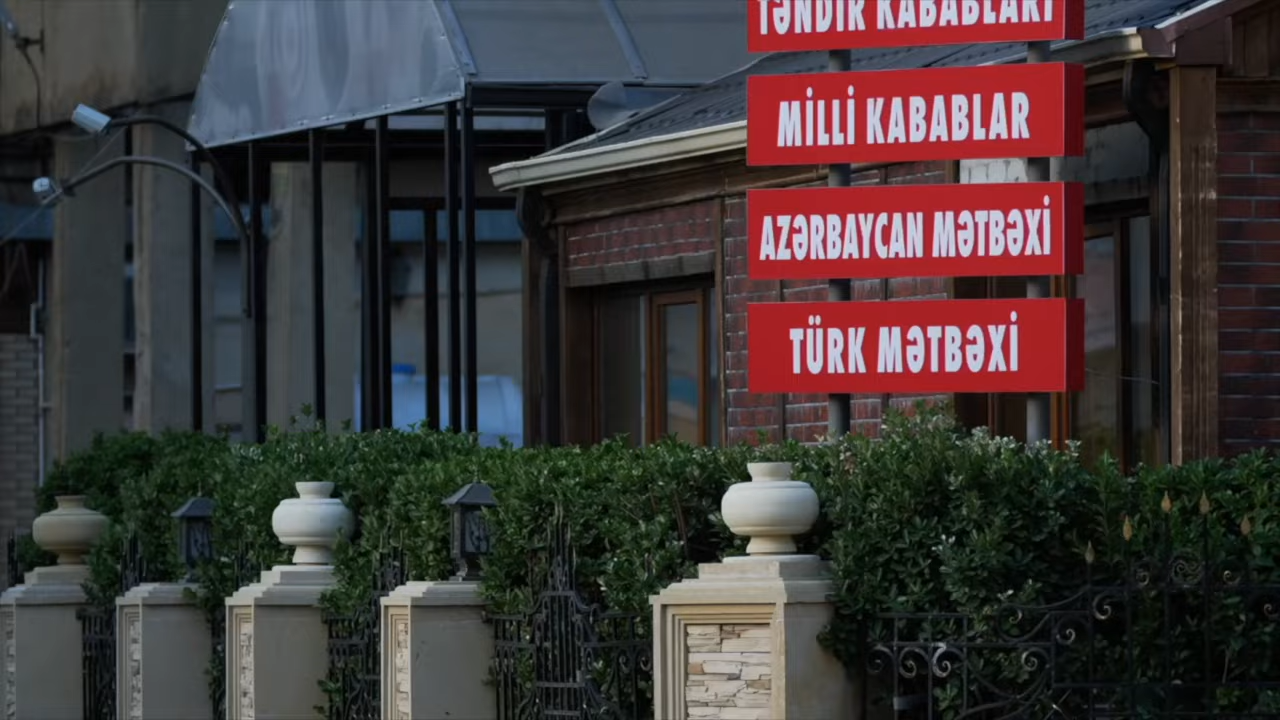 TƏNDİR KABABLARI
MİLLİ KABABLAR
AZƏRBAYCAN MƏTBƏXİ
TÜRK MƏTBƏXİ